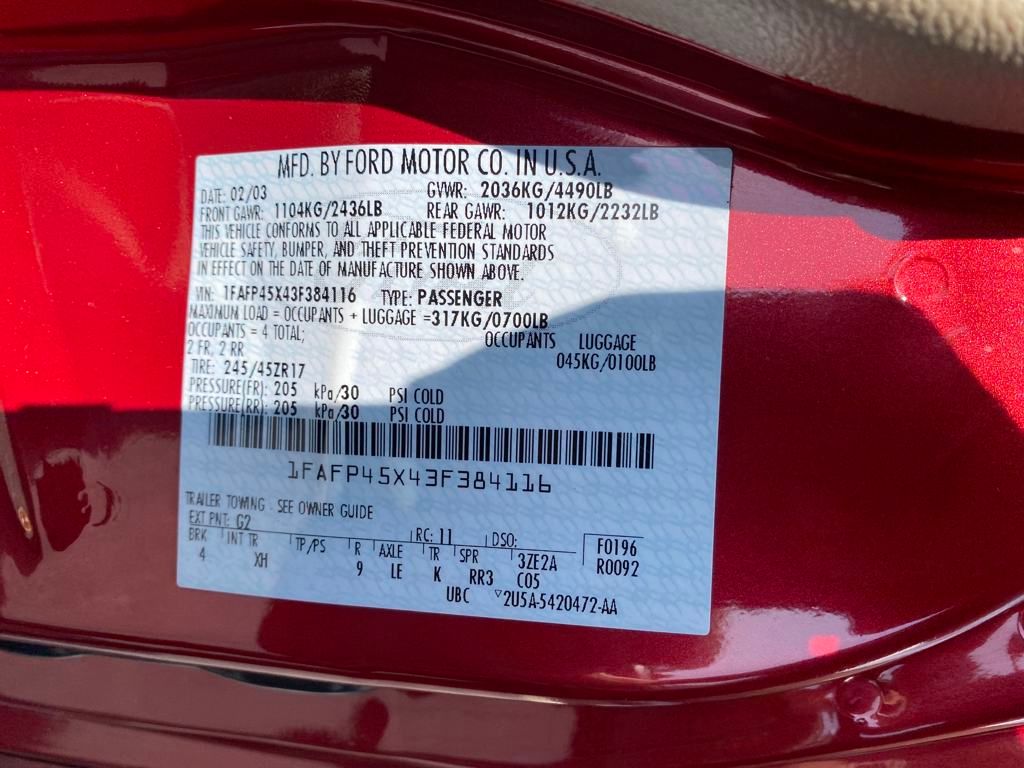 MFD. BY FORD MOTOR CO. IN U.S.A.
DATE: 02/03 GVWR: 2036KG/4490LB
FRONT GAWR: 1104KG/2436LB REAR GAWR: 1012KG/2232LB
THIS VEHICLE CONFORMS TO ALL APPLICABLE FEDERAL MOTOR
VEHICLE SAFETY, BUMPER, AND THEFT PREVENTION STANDARDS
IN EFFECT ON THE DATE OF MANUFACTURE SHOWN ABOVE.
VIN: 1FAFP45X43F384116 TYPE: PASSENGER
MAXIMUM LOAD = OCCUPANTS + LUGGAGE =317KG/0700LB
OCCUPANTS = 4 TOTAL; OCCUPANTS LUGGAGE
2 FR, 2 RR 045KG/0100LB
TIRE: 245/45ZR17
PRESSURE(FR): 205 kPa/30 PSI COLD
PRESSURE(RR): 205 kPa/30 PSI COLD
1FAFP45X43F384116
TRAILER TOWING - SEE OWNER GUIDE
EXT PNT: G2 RC: 11 DSO: F0196
BRK INT TR TP/PS R AXLE TR SPR 3ZE2A R0092
4 XH 9 LE K RR3 C05
UBC ▽2U5A-5420472-AA